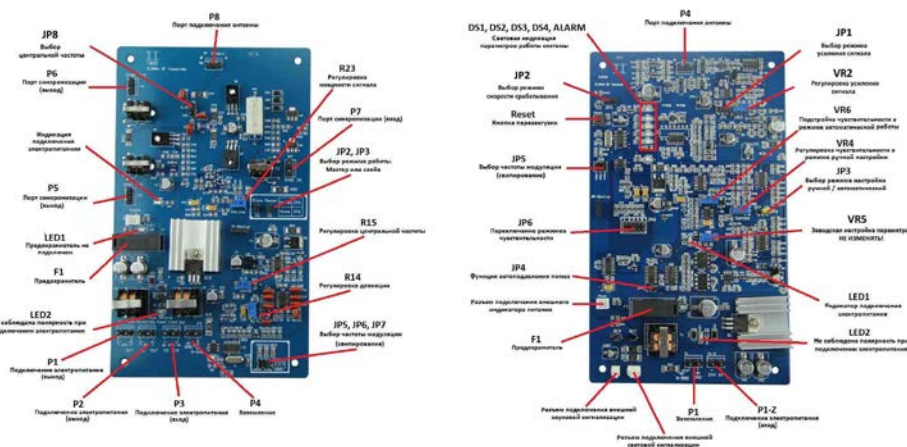 P8
Порт подключения антенны
JP8
Выбор
центральной частоты
P6
Порт синхронизации
(выход)
Индикация
подключения
электропитания
P5
Порт синхронизации
(выход)
LED1
Предохранитель не
подключен
F1
Предохранитель
LED2
соблюдена полярность при
дключении электропитания
P1
Подключение электропитания
(выход)
P2
Подключение электропитания
(выход)
P3
Подключение электропитания
(вход)
P4
Заземление
R23
Регулировка
мощности сигнала
P7
Порт синхронизации (вход)
JP2, JP3
Выбор режима работы.
Мастер или слейв
R15
Регулировка центральной частоты
R14
Регулировка девиации
JP5, JP6, JP7
Выбор частоты модуляции
(свипирование)
P4
Порт подключения антенны
DS1, DS2, DS3, DS4, ALARM
Световая индикация
параметров работы системы
JP2
Выбор режима
скорости срабатывания
Reset
Кнопка перезагрузки
JP5
Выбор частоты модуляции
(свипирование)
JP6
Переключение режимов
чувствительности
JP4
Функция автоподавление помех
Разъем подключения внешнего
индикатора питания
F1
Предохранитель
Разъем подключения внешней
звуковой сигнализации
Разъем подключения внешней
световой сигнализации
P1
Заземление
P1-Z
Подключение электропитания
(вход)
JP1
Выбор режима
усиления сигнала
VR2
Регулировка усиления
сигнала
VR6
Подстройка чувствительности в
режиме автоматической работы
VR4
Регулировка чувствительности в
режиме ручной настройки
JP3
Выбор режима настройки
ручной / автоматический
VR5
Заводская настройка параметра
НЕ ИЗМЕНЯТЬ!
LED1
Индикатор подключения
электропитания
LED2
Не соблюдена полярность при
подключении электропитания